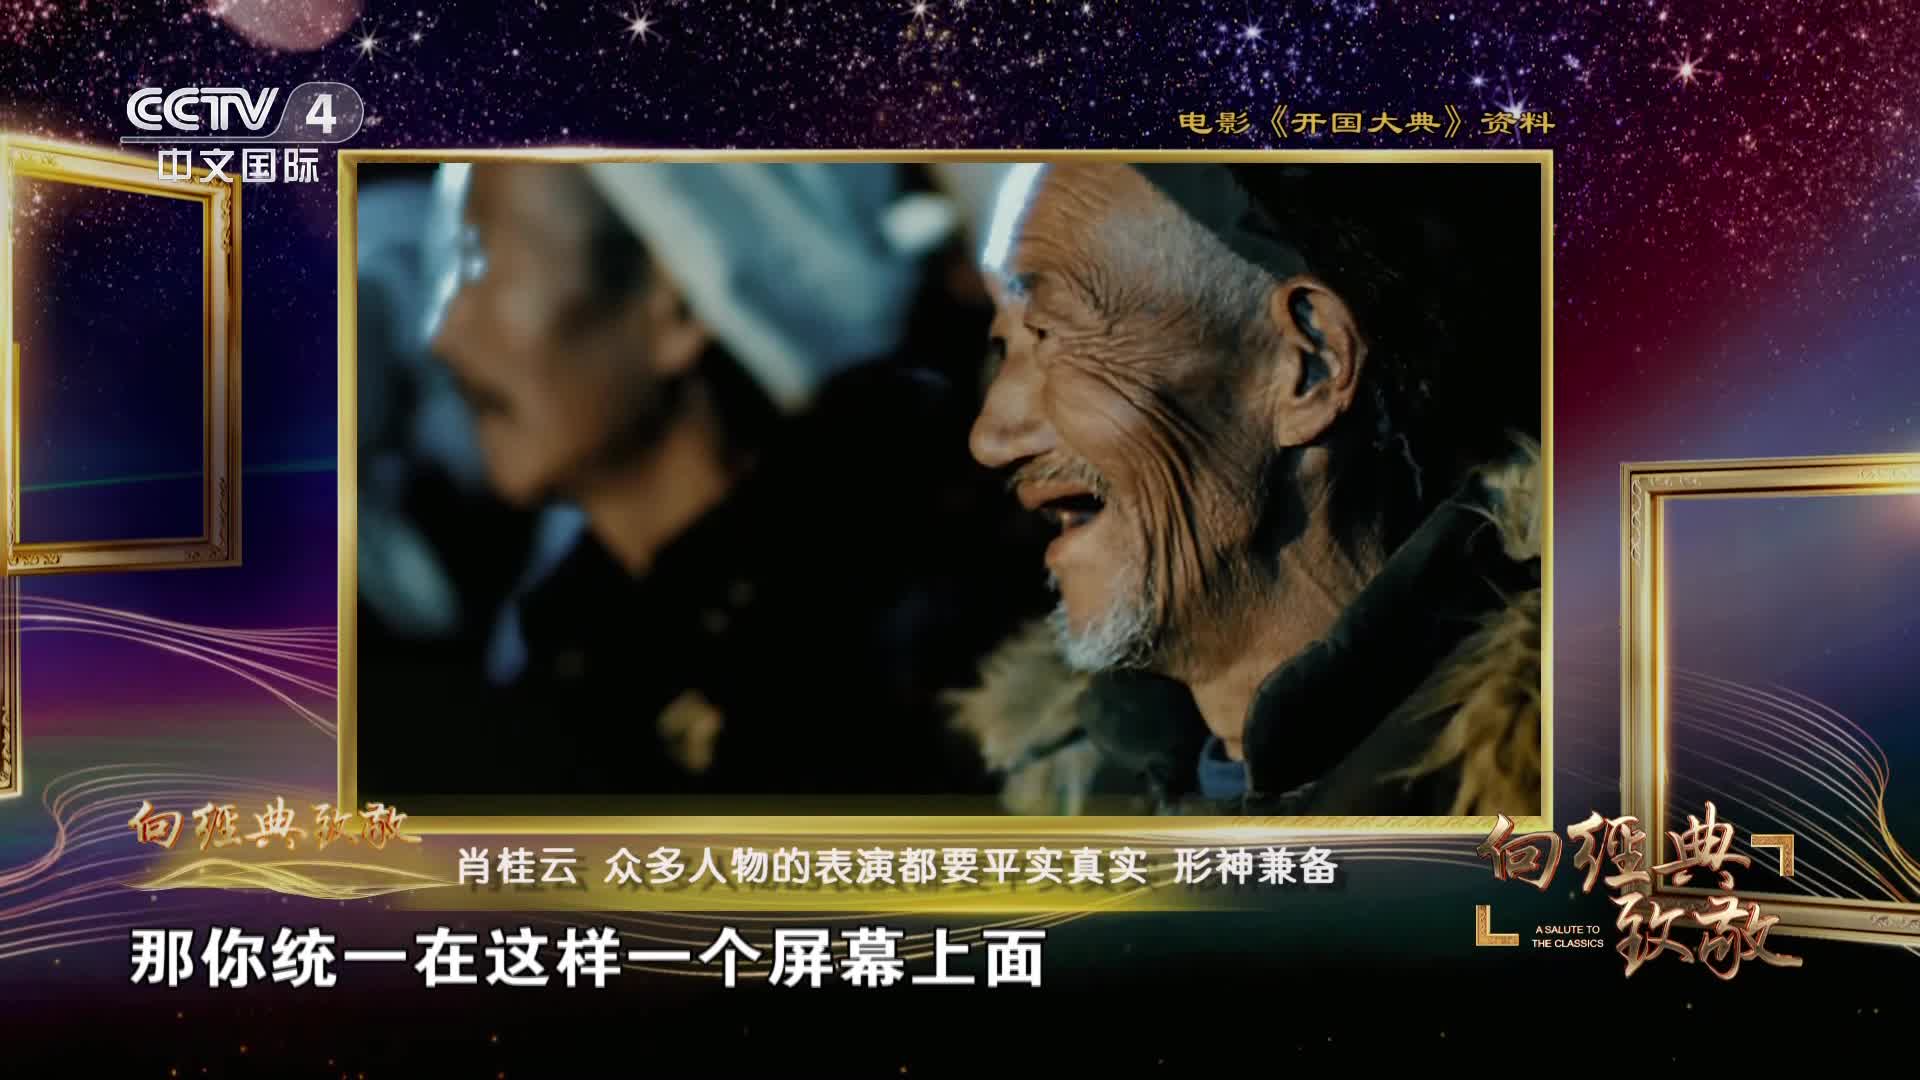 CCTV 4
中文国际
电影《开国大典》资料
向经典致敬
肖桂云 众多人物的表演都要平实真实 形神兼备
那你统一在这样一个屏幕上面
向经典
致敬
A SALUTE TO
THE CLASSICS